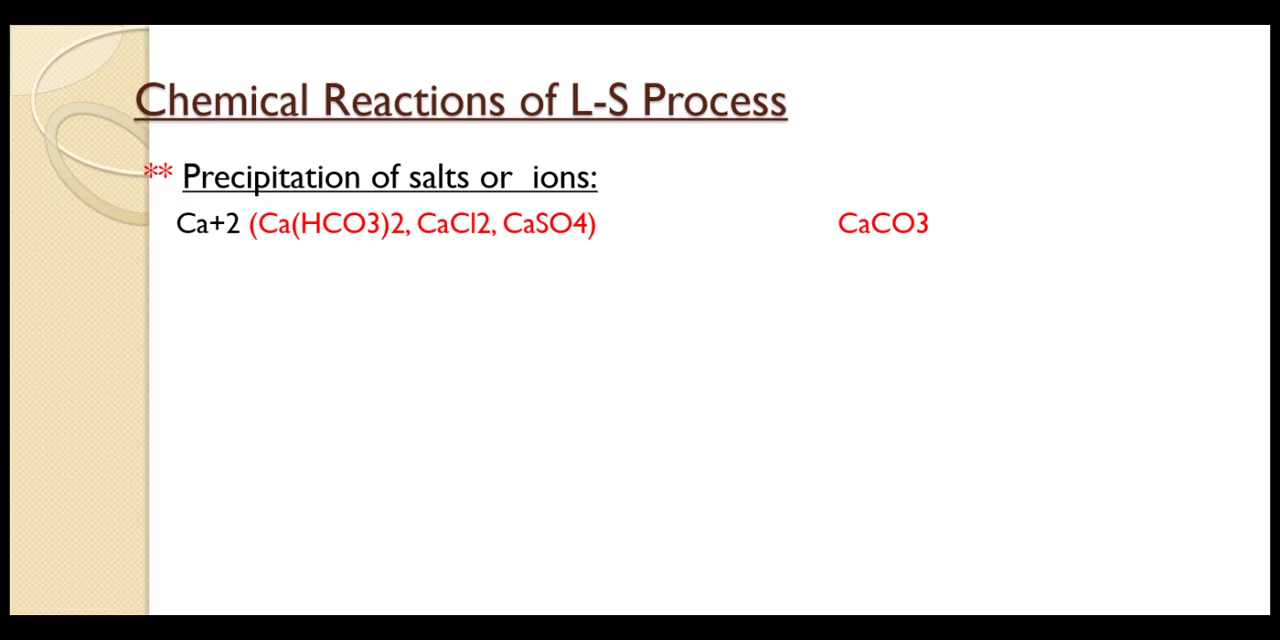 Chemical Reactions of L-S Process
** Precipitation of salts or ions:
Ca+2 (Ca(HCO3)2, CaCl2, CaSO4) CaCO3